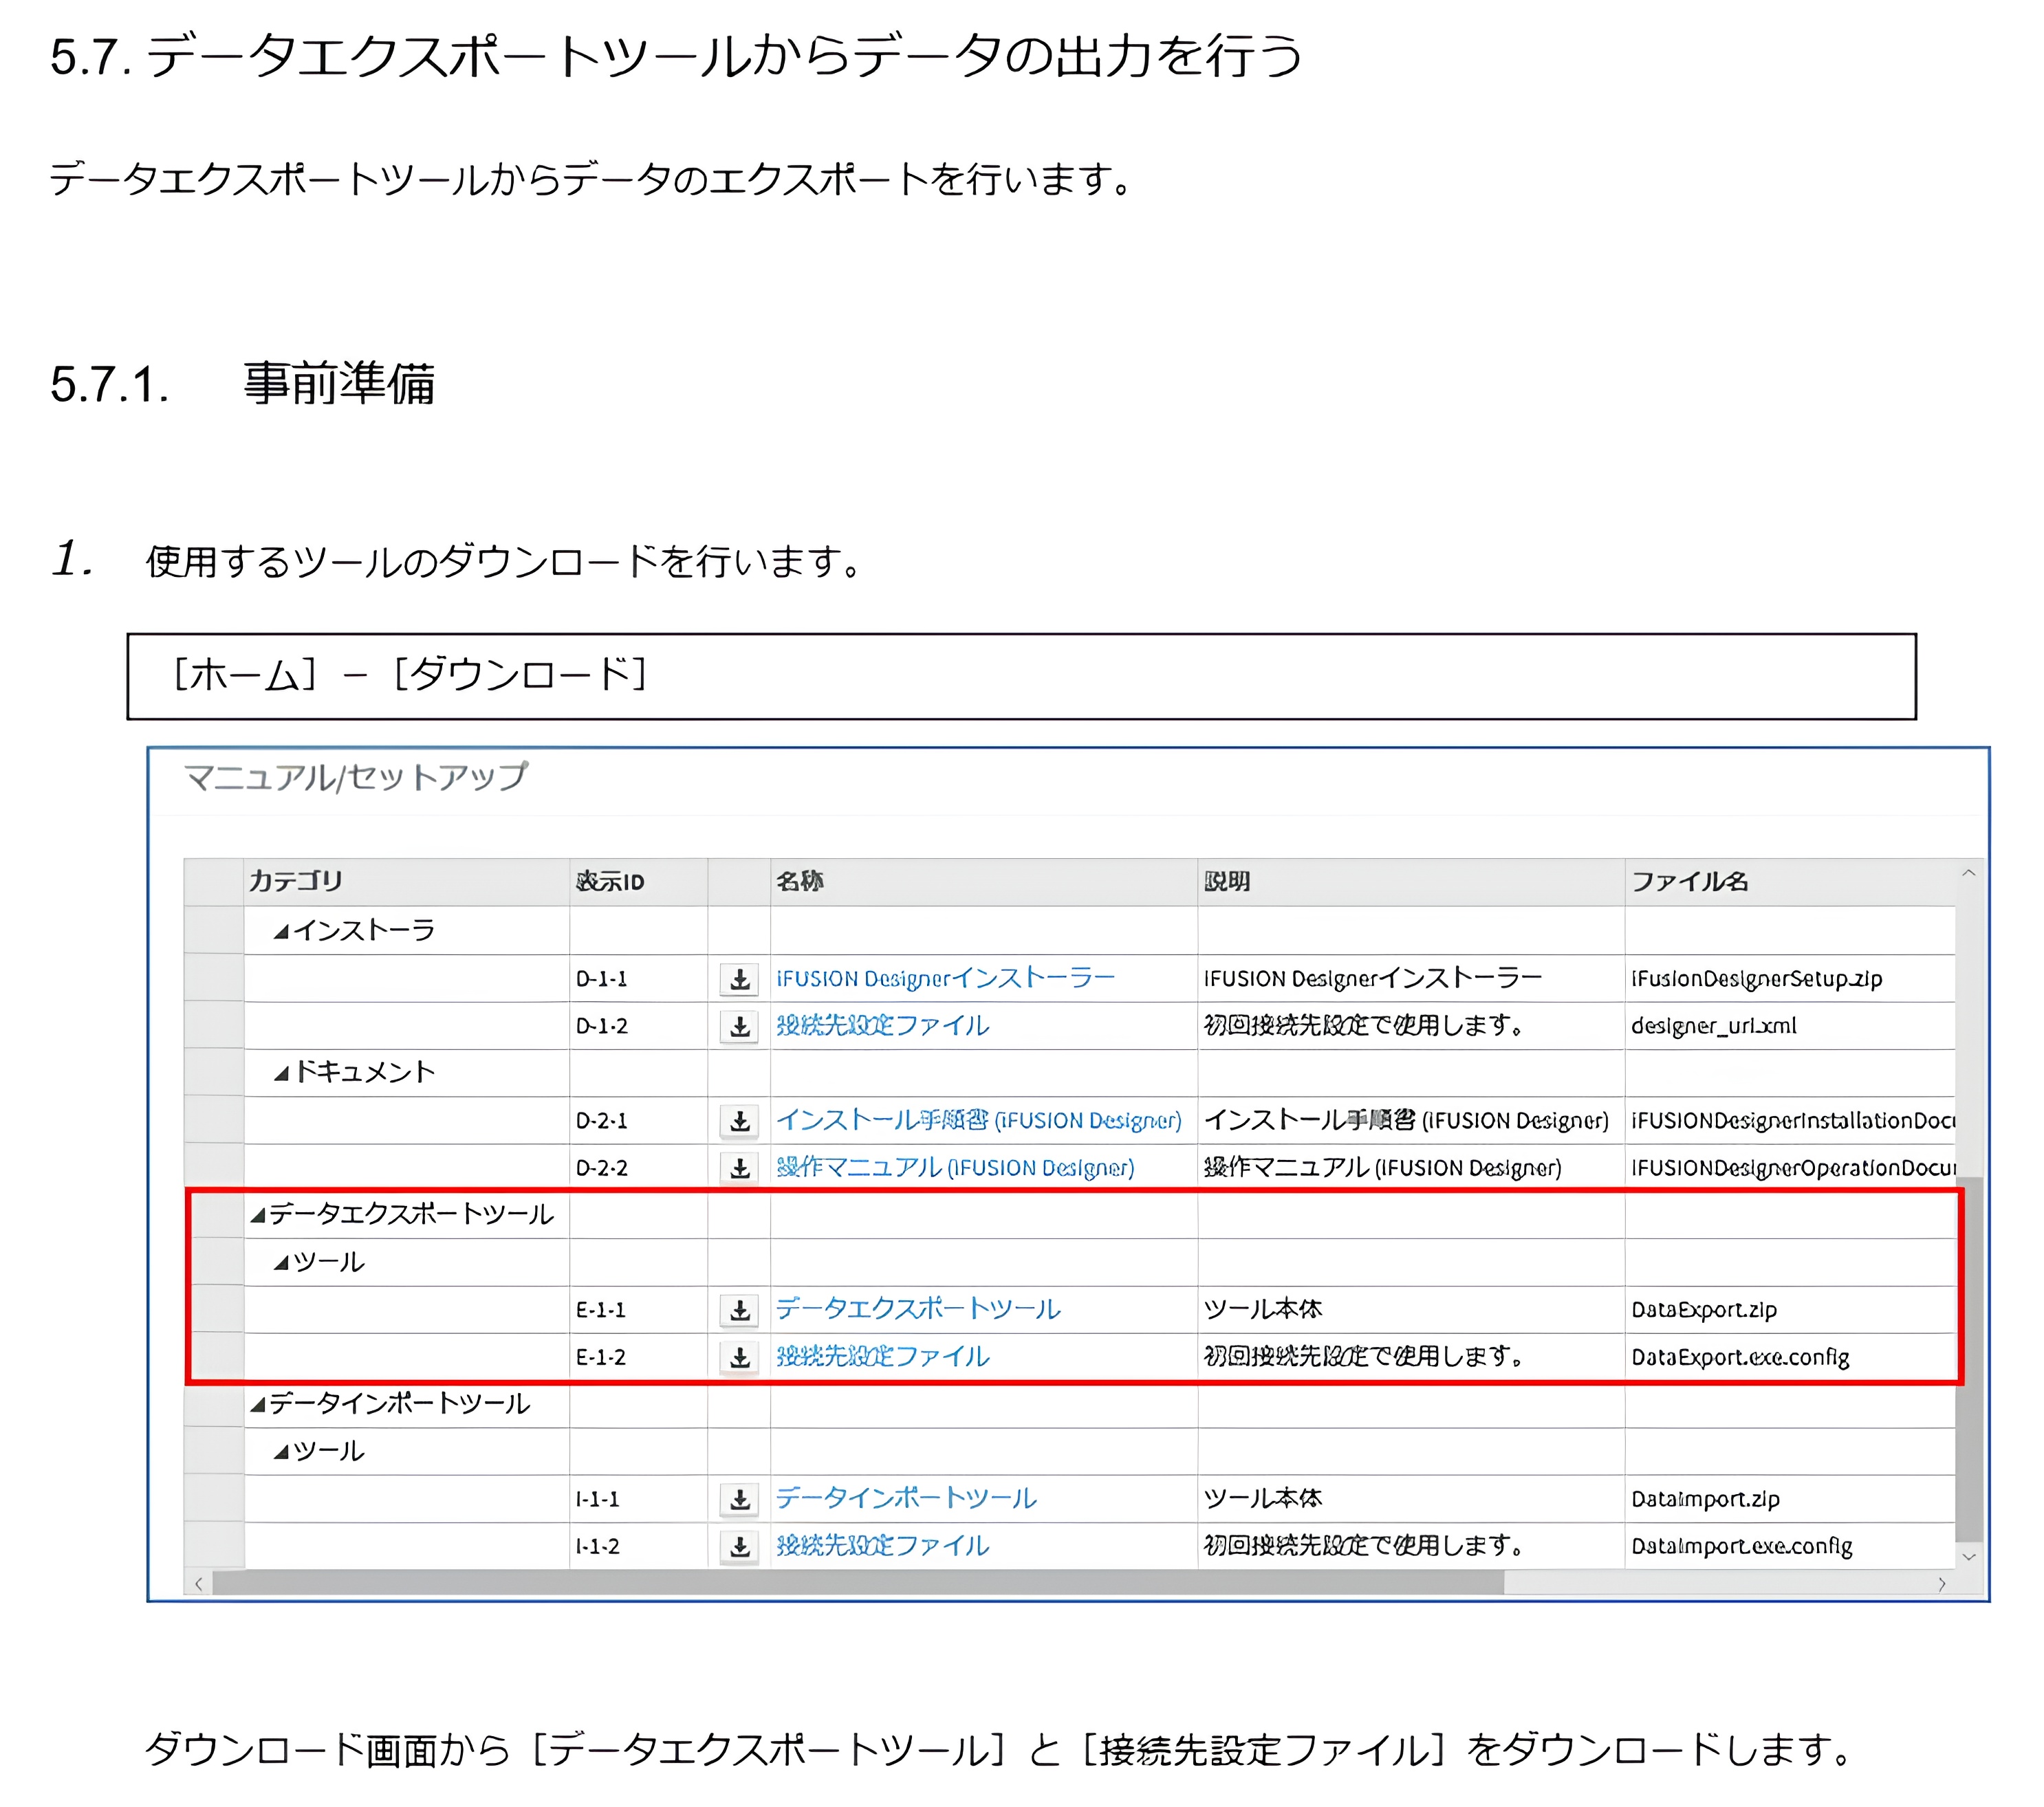 5.7. データエクスポートツールからデータの出力を行う
データエクスポートツールからデータのエクスポートを行います。
5.7.1. 事前準備
1. 使用するツールのダウンロードを行います。
［ホーム］－［ダウンロード］
マニュアル/セットアップ
カテゴリ 表示ID 名称 説明 ファイル名
インストーラ
D-1-1 iFUSION Designerインストーラー iFUSION Designerインストーラー iFusionDesignerSetup.zip
D-1-2 接続先設定ファイル 初回接続先設定で使用します。 designer_url.xml
ドキュメント
D-2-1 インストール手順書 (iFUSION Designer) インストール手順書 (iFUSION Designer) iFUSIONDesignerInstallationDocu
D-2-2 操作マニュアル (iFUSION Designer) 操作マニュアル (iFUSION Designer) iFUSIONDesignerOperationDocu
データエクスポートツール
ツール
E-1-1 データエクスポートツール ツール本体 DataExport.zip
E-1-2 接続先設定ファイル 初回接続先設定で使用します。 DataExport.exe.config
データインポートツール
ツール
I-1-1 データインポートツール ツール本体 DataImport.zip
I-1-2 接続先設定ファイル 初回接続先設定で使用します。 DataImport.exe.config
ダウンロード画面から［データエクスポートツール］と［接続先設定ファイル］をダウンロードします。